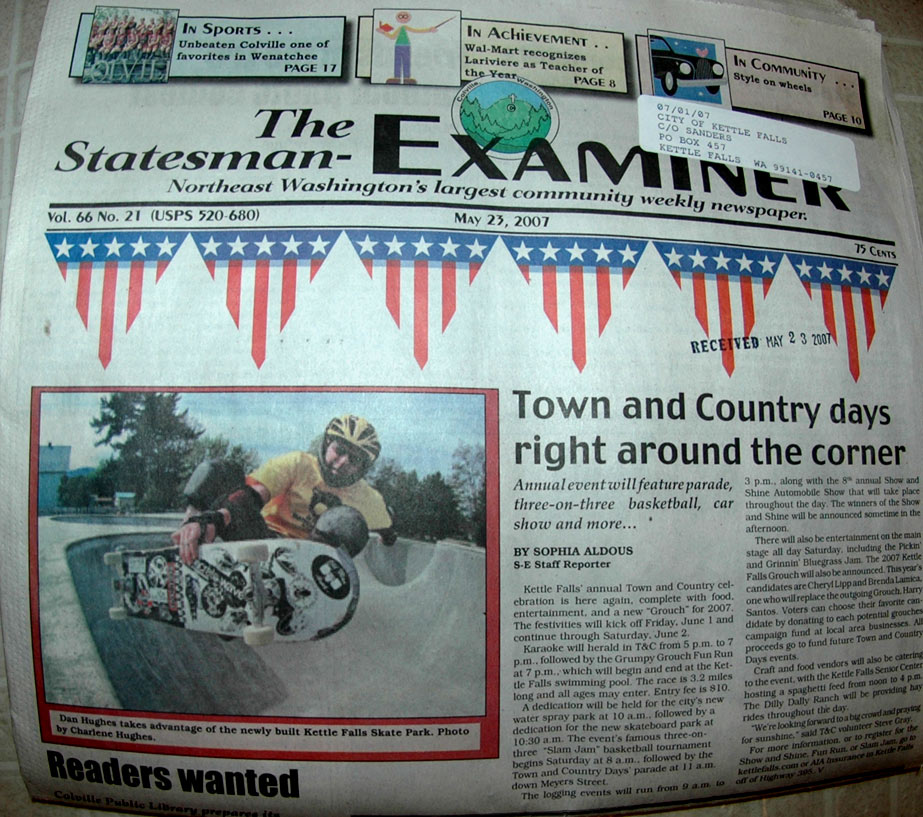 In Sports . . .
Unbeaten Colville one of
favorites in Wenatchee
PAGE 17
In Achievement . .
Wal-Mart recognizes
Lariviere as Teacher of
the Year
PAGE 8
In Community . .
Style on wheels
PAGE 10
Colville, Washington
07/01/07
CITY OF KETTLE FALLS
C/O SANDERS
PO BOX 457
KETTLE FALLS WA 99141-0457
The
Statesman-
Examiner
Northeast Washington's largest community weekly newspaper.
Vol. 66 No. 21 (USPS 520-680)
May 23, 2007
75 Cents
RECEIVED MAY 23 2007
Dan Hughes takes advantage of the newly built Kettle Falls Skate Park. Photo
by Charlene Hughes.
Readers wanted
Colville Public Library prepares its
Town and Country days
right around the corner
Annual event will feature parade,
three-on-three basketball, car
show and more...
BY SOPHIA ALDOUS
S-E Staff Reporter
Kettle Falls' annual Town and Country cel-
ebration is here again, complete with food,
entertainment, and a new "Grouch" for 2007.
The festivities will kick off Friday, June 1 and
continue through Saturday, June 2.
Karaoke will herald in T&C from 5 p.m. to 7
p.m., followed by the Grumpy Grouch Fun Run
at 7 p.m., which will begin and end at the Ket-
tle Falls swimming pool. The race is 3.2 miles
long and all ages may enter. Entry fee is $10.
A dedication will be held for the city's new
water spray park at 10 a.m., followed by a
dedication for the new skateboard park at
10:30 a.m. The event's famous three-on-
three "Slam Jam" basketball tournament
begins Saturday at 8 a.m., followed by the
Town and Country Days' parade at 11 a.m.
down Meyers Street.
The logging events will run from 9 a.m. to
3 p.m., along with the 8th annual Show and
Shine Automobile Show that will take place
throughout the day. The winners of the Show
and Shine will be announced sometime in the
afternoon.
There will also be entertainment on the main
stage all day Saturday, including the Pickin'
and Grinnin' Bluegrass Jam. The 2007 Kettle
Falls Grouch will also be announced. This year's
candidates are Cheryl Lipp and Brenda Lamica,
one who will replace the outgoing Grouch, Harry
Santos. Voters can choose their favorite can-
didate by donating to each potential grouches
campaign fund at local area businesses. All
proceeds go to fund future Town and Country
Days events.
Craft and food vendors will also be catering
to the event, with the Kettle Falls Senior Center
hosting a spaghetti feed from noon to 4 p.m.
The Dilly Dally Ranch will be providing hay
rides throughout the day.
"We're looking forward to a big crowd and praying
for sunshine," said T&C volunteer Steve Gray.
For more information, or to register for the
Show and Shine, Fun Run, or Slam Jam, go to
kettlefalls.com or AIA Insurance in Kettle Falls
off of Highway 395.